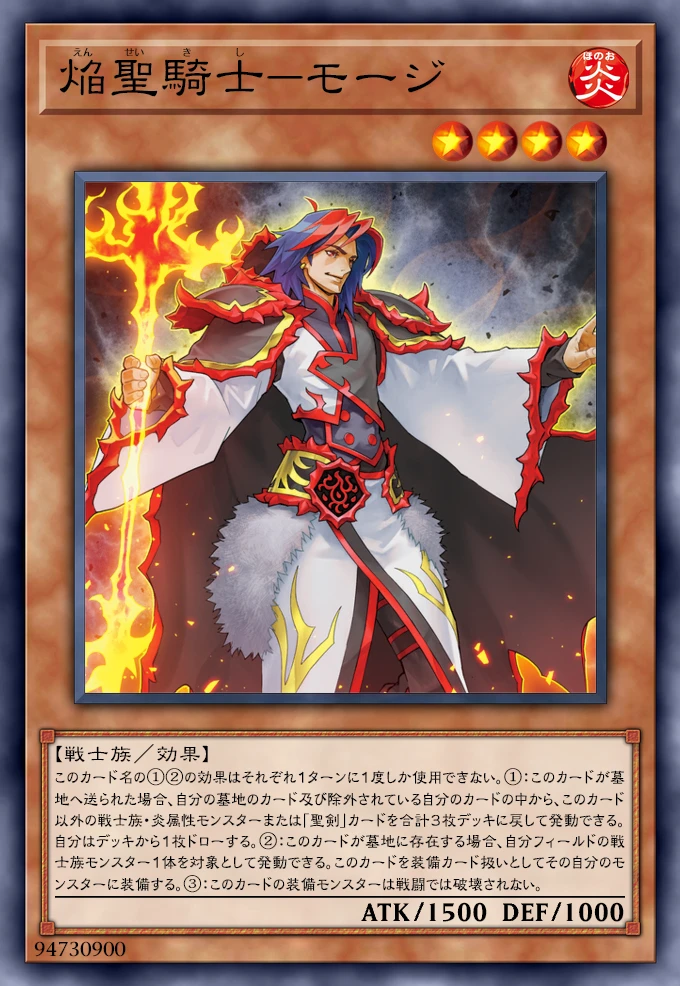 えん せい き し
焔聖騎士－モージ
ほのお
炎
【戦士族／効果】
このカード名の①②の効果はそれぞれ１ターンに１度しか使用できない。①：このカードが墓
地へ送られた場合、自分の墓地のカード及び除外されている自分のカードの中から、このカード
以外の戦士族・炎属性モンスターまたは「聖剣」カードを合計３枚デッキに戻して発動できる。
自分はデッキから１枚ドローする。②：このカードが墓地に存在する場合、自分フィールドの戦
士族モンスター１体を対象として発動できる。このカードを装備カード扱いとしてその自分のモ
ンスターに装備する。③：このカードの装備モンスターは戦闘では破壊されない。
ATK/1500 DEF/1000
94730900